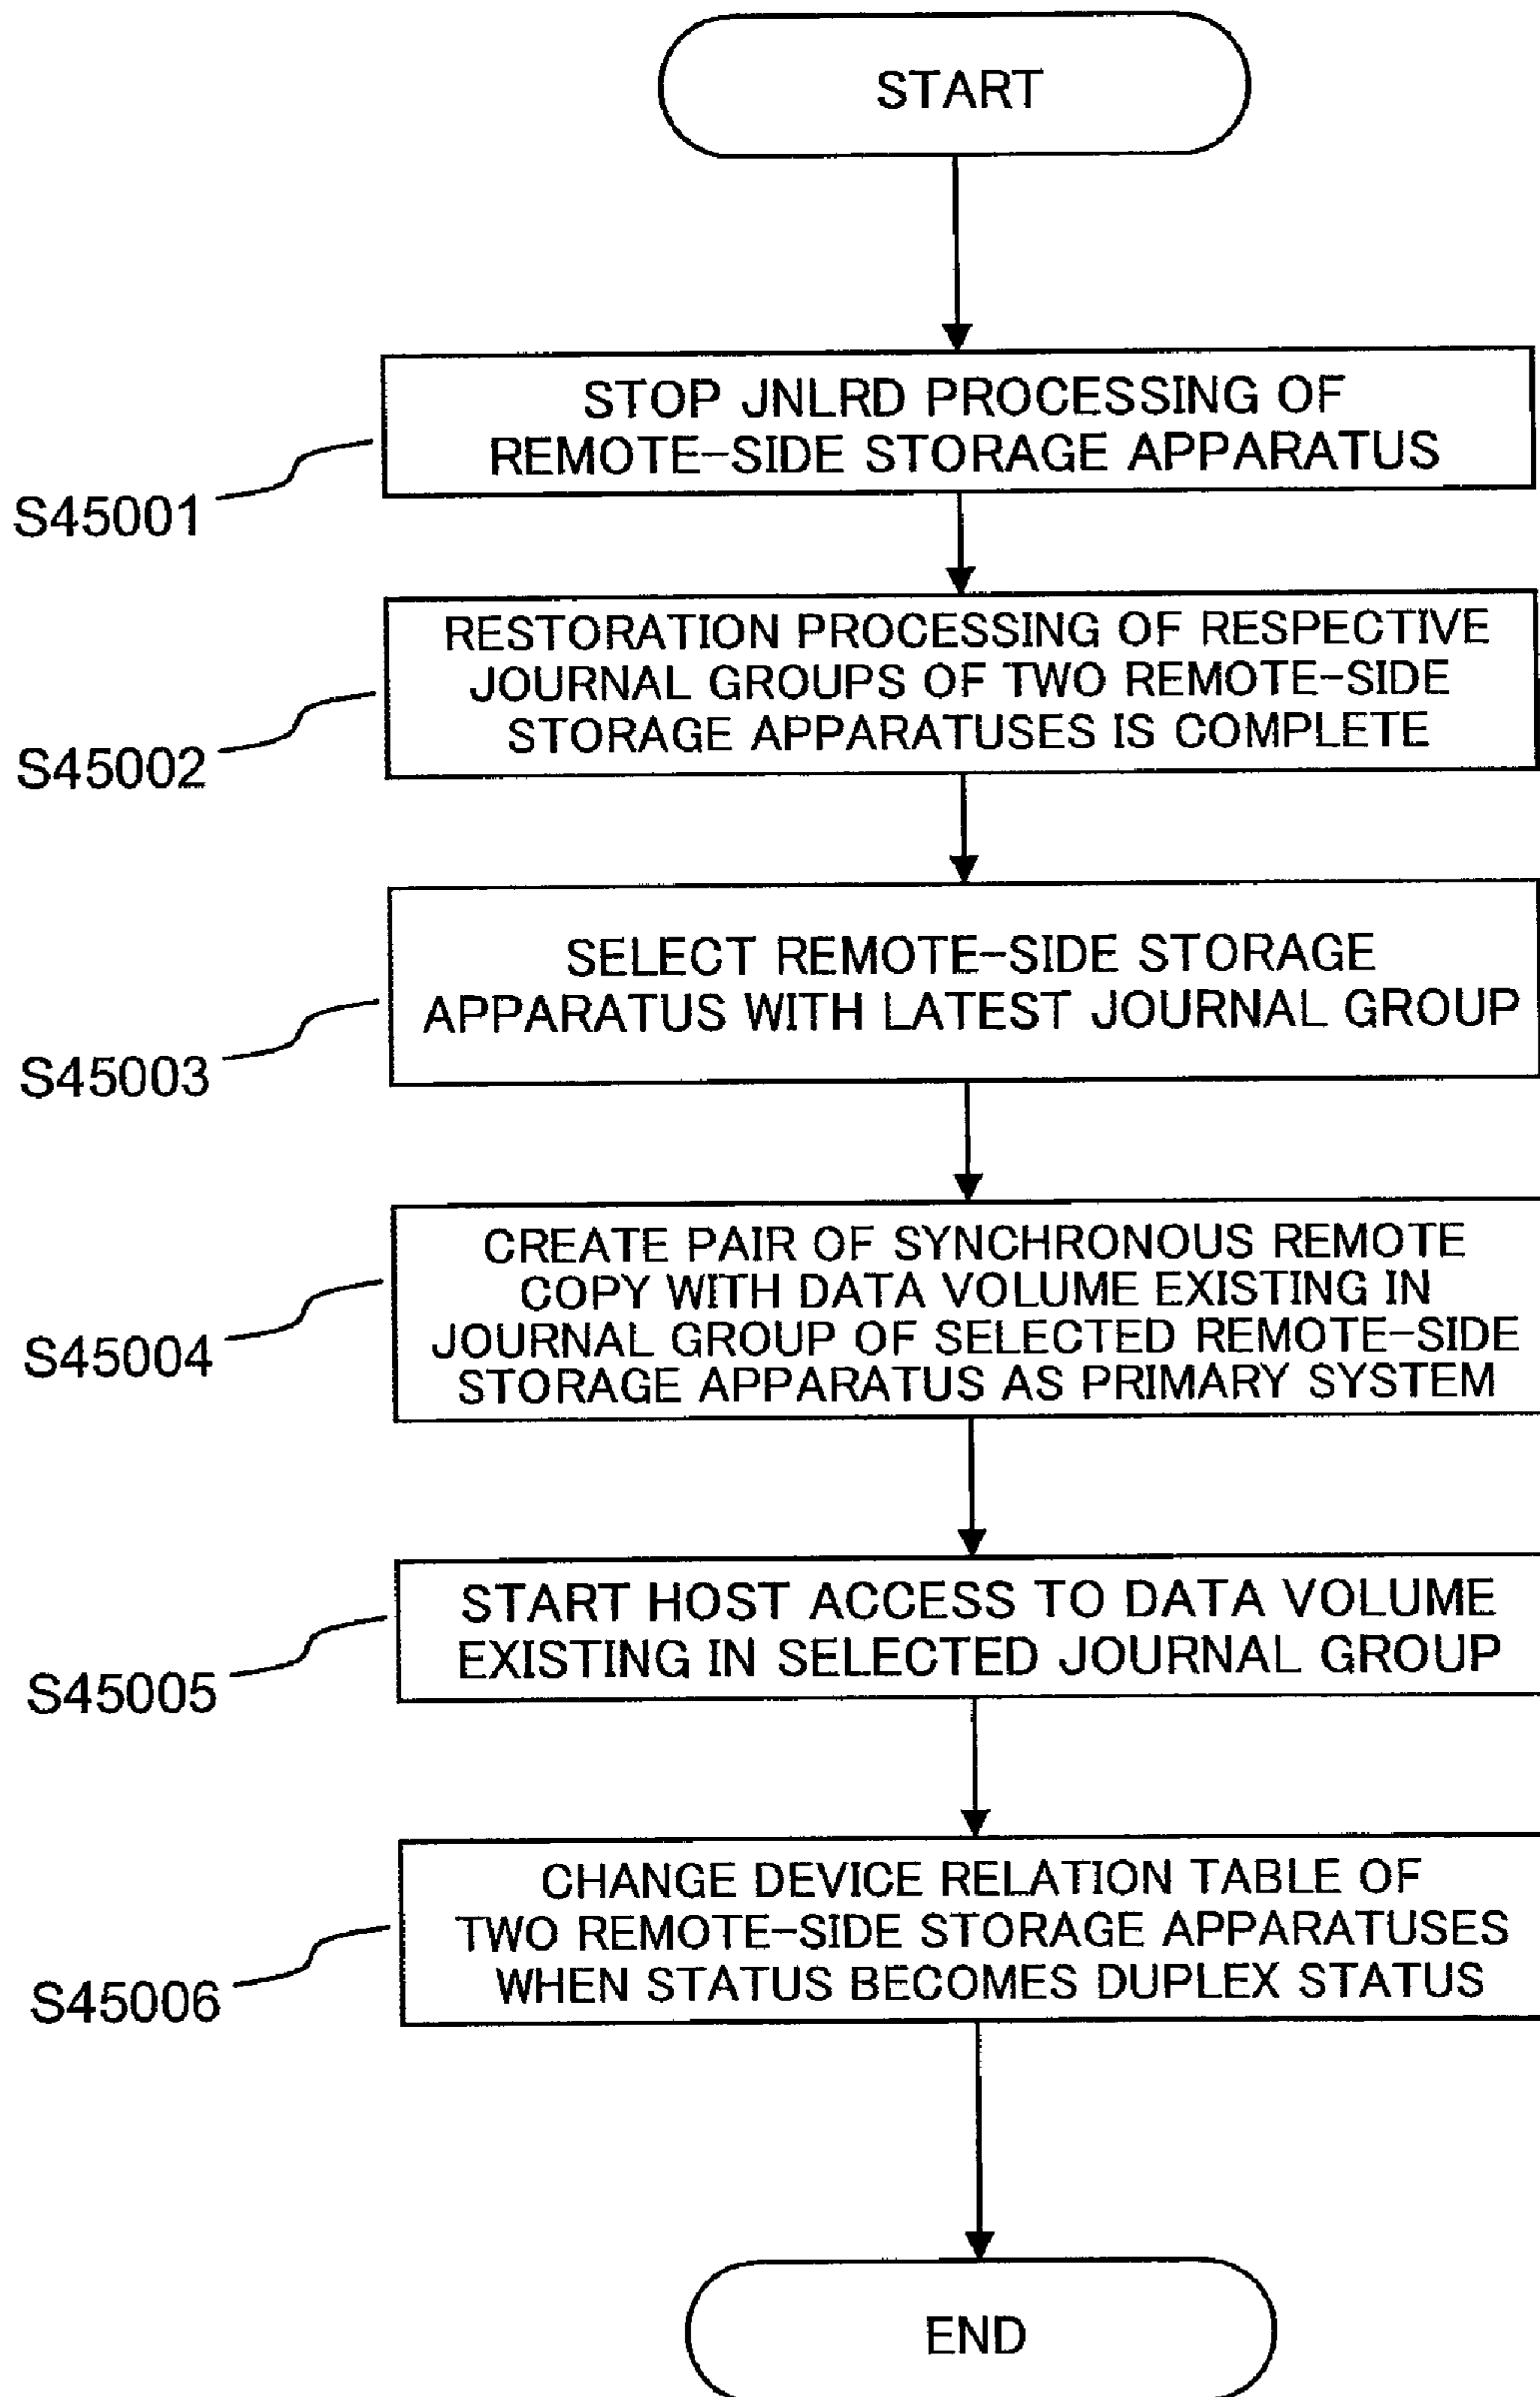 START
STOP JNLRD PROCESSING OF
REMOTE-SIDE STORAGE APPARATUS
S45001
RESTORATION PROCESSING OF RESPECTIVE
JOURNAL GROUPS OF TWO REMOTE-SIDE
STORAGE APPARATUSES IS COMPLETE
S45002
SELECT REMOTE-SIDE STORAGE
APPARATUS WITH LATEST JOURNAL GROUP
S45003
CREATE PAIR OF SYNCHRONOUS REMOTE
COPY WITH DATA VOLUME EXISTING IN
JOURNAL GROUP OF SELECTED REMOTE-SIDE
STORAGE APPARATUS AS PRIMARY SYSTEM
S45004
START HOST ACCESS TO DATA VOLUME
EXISTING IN SELECTED JOURNAL GROUP
S45005
CHANGE DEVICE RELATION TABLE OF
TWO REMOTE-SIDE STORAGE APPARATUSES
WHEN STATUS BECOMES DUPLEX STATUS
S45006
END